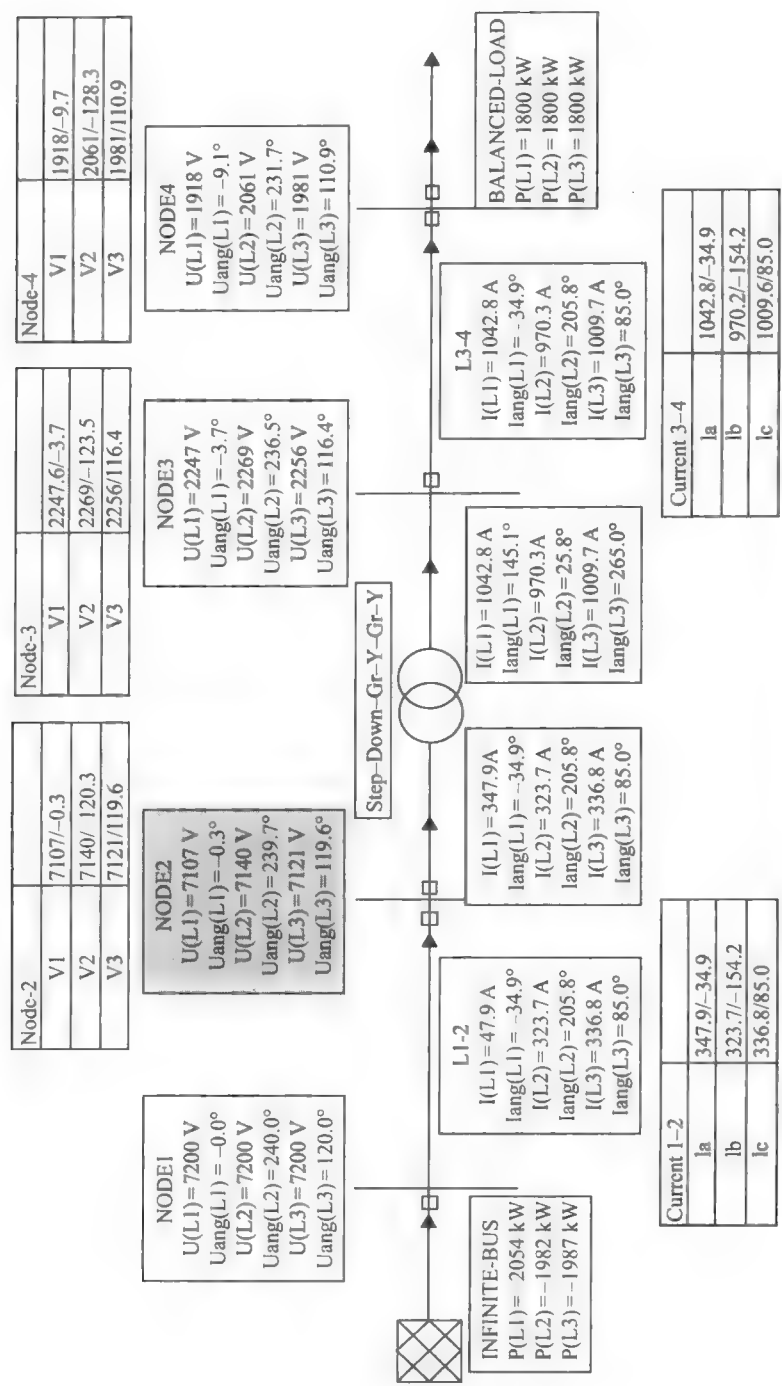 Node-2
V1 7107/–0.3
V2 7140/ 120.3
V3 7121/119.6
Node-3
V1 2247.6/–3.7
V2 2269/–123.5
V3 2256/116.4
Node-4
V1 1918/–9.7
V2 2061/–128.3
V3 1981/110.9
NODE1
U(L1)=7200 V
Uang(L1)=–0.0°
U(L2)=7200 V
Uang(L2)=240.0°
U(L3)=7200 V
Uang(L3)=120.0°
NODE2
U(L1)=7107 V
Uang(L1)=–0.3°
U(L2)=7140 V
Uang(L2)=239.7°
U(L3)=7121 V
Uang(L3)=119.6°
NODE3
U(L1)=2247 V
Uang(L1)=–3.7°
U(L2)=2269 V
Uang(L2)=236.5°
U(L3)=2256 V
Uang(L3)=116.4°
NODE4
U(L1)=1918 V
Uang(L1)=–9.1°
U(L2)=2061 V
Uang(L2)=231.7°
U(L3)=1981 V
Uang(L3)=110.9°
Step–Down–Gr–Y–Gr–Y
INFINITE-BUS
P(L1)= 2054 kW
P(L2)=–1982 kW
P(L3)=–1987 kW
L1-2
I(L1)=47.9 A
Iang(L1)=–34.9°
I(L2)=323.7 A
Iang(L2)=205.8°
I(L3)=336.8 A
Iang(L3)=85.0°
I(L1)=347.9A
Iang(L1)=–34.9°
I(L2)=323.7 A
Iang(L2)=205.8°
I(L3)=336.8 A
Iang(L3)=85.0°
I(L1)=1042.8 A
Iang(L1)=145.1°
I(L2)=970.3A
Iang(L2)=25.8°
I(L3)=1009.7 A
Iang(L3)=265.0°
L3-4
I(L1)=1042.8 A
Iang(L1)=–34.9°
I(L2)=970.3 A
Iang(L2)=205.8°
I(L3)=1009.7 A
Iang(L3)=85.0°
BALANCED-LOAD
P(L1)=1800 kW
P(L2)=1800 kW
P(L3)=1800 kW
Current 1–2
Ia 347.9/–34.9
Ib 323.7/–154.2
Ic 336.8/85.0
Current 3–4
Ia 1042.8/–34.9
Ib 970.2/–154.2
Ic 1009.6/85.0